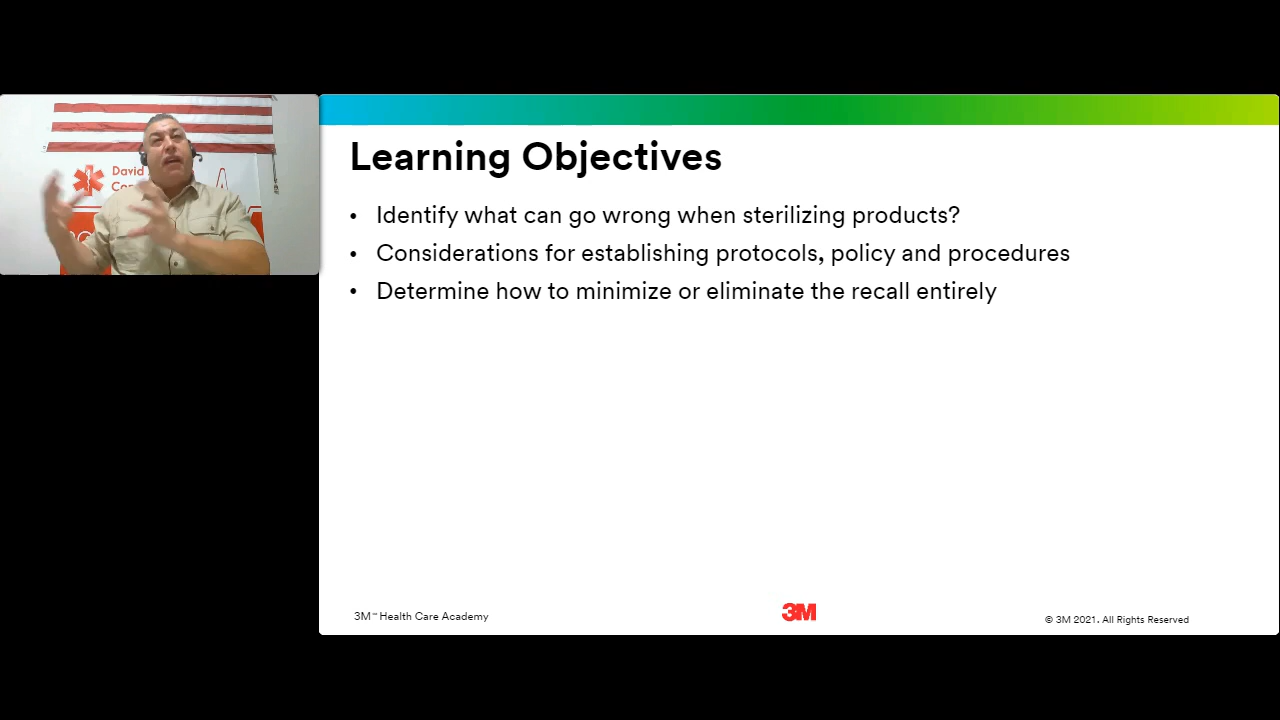 David
Learning Objectives
• Identify what can go wrong when sterilizing products?
• Considerations for establishing protocols, policy and procedures
• Determine how to minimize or eliminate the recall entirely
3M™ Health Care Academy
3M
© 3M 2021. All Rights Reserved